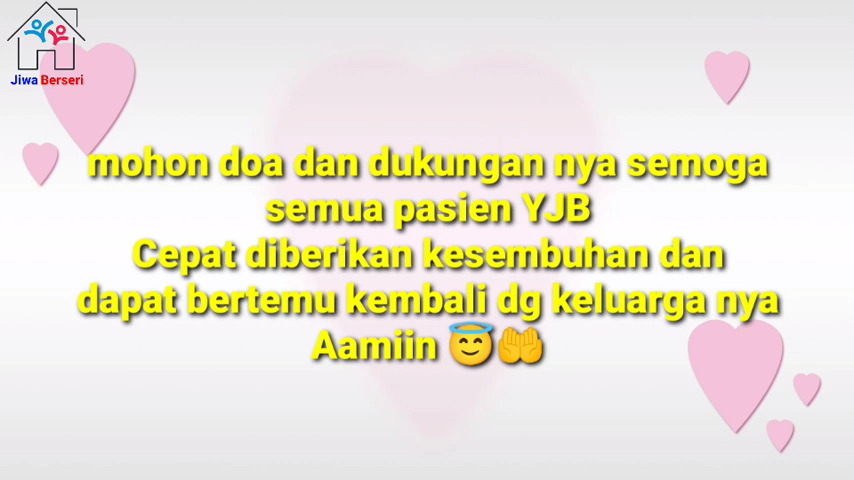 Jiwa Berseri
mohon doa dan dukungan nya semoga
semua pasien YJB
Cepat diberikan kesembuhan dan
dapat bertemu kembali dg keluarga nya
Aamiin 😇🤲